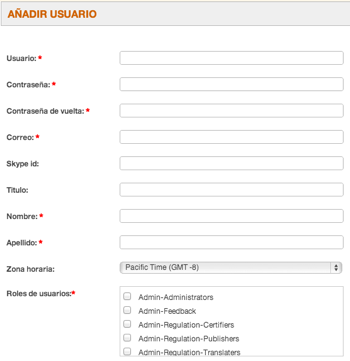 AÑADIR USUARIO
Usuario: *
Contraseña: *
Contraseña de vuelta: *
Correo: *
Skype id:
Titulo:
Nombre: *
Apellido: *
Zona horaria: Pacific Time (GMT -8)
Roles de usuarios:* Admin-Administrators
Admin-Feedback
Admin-Regulation-Certifiers
Admin-Regulation-Publishers
Admin-Regulation-Translaters